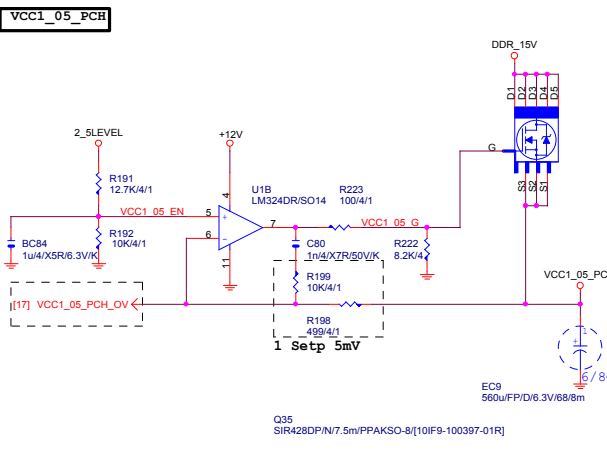 VCC1_05_PCH
DDR_15V
D1 D2 D3 D4 D5
2_5LEVEL
+12V
G
R191
12.7K/4/1
4
U1B
LM324DR/SO14
R223
100/4/1
S3 S2 S1
VCC1_05_EN
5
+
7
VCC1_05_G
R192
10K/4/1
6
-
BC84
1u/4/X5R/6.3V/K
11
C80
1n/4/X7R/50V/K
R222
8.2K/4
R199
10K/4/1
VCC1_05_PC
[17] VCC1_05_PCH_OV
R198
499/4/1
1 Setp 5mV
1
+
6/8
EC9
560u/FP/D/6.3V/68/8m
Q35
SIR428DP/N/7.5m/PPAKSO-8/[10IF9-100397-01R]